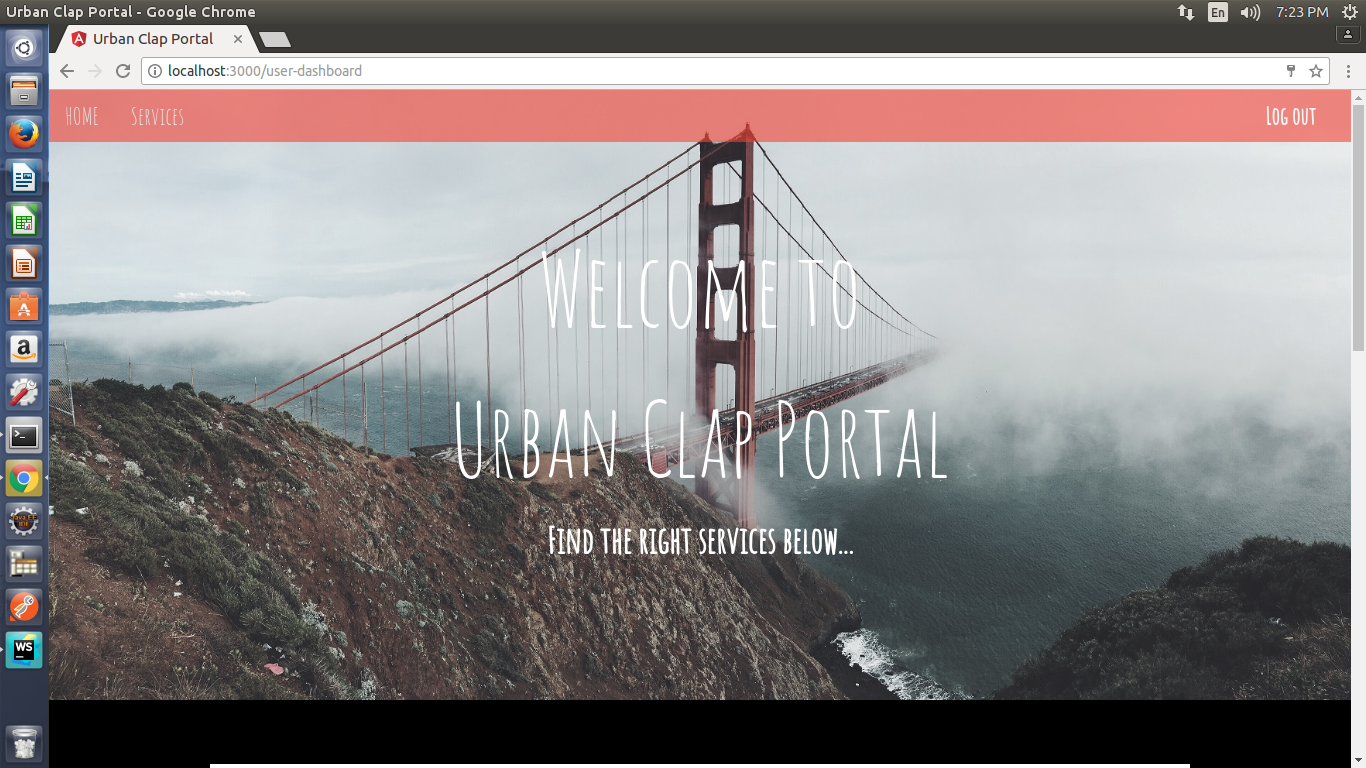 Urban Clap Portal - Google Chrome
En
7:23 PM
Urban Clap Portal
localhost:3000/user-dashboard
HOME
Services
Log out
Welcome to
Urban Clap Portal
Find the right services below...
WS